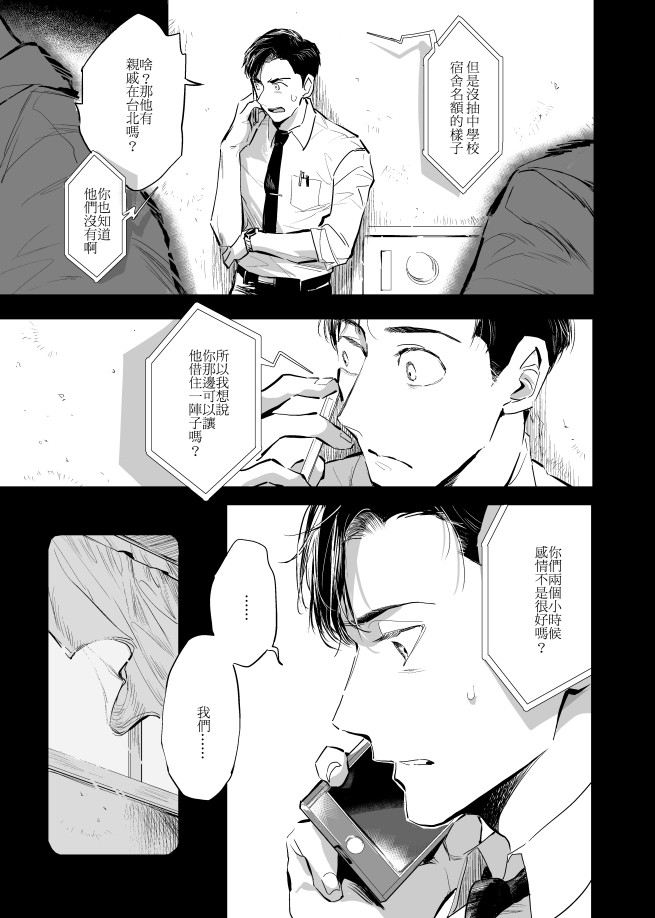 但是沒抽中學校
宿舍名額的樣子
啥？那他有
親戚在台北嗎？
你也知道
他們沒有啊
所以我想說
你那邊可以讓
他借住一陣子嗎？
你們兩個小時候
感情不是很好嗎？
……
我們……